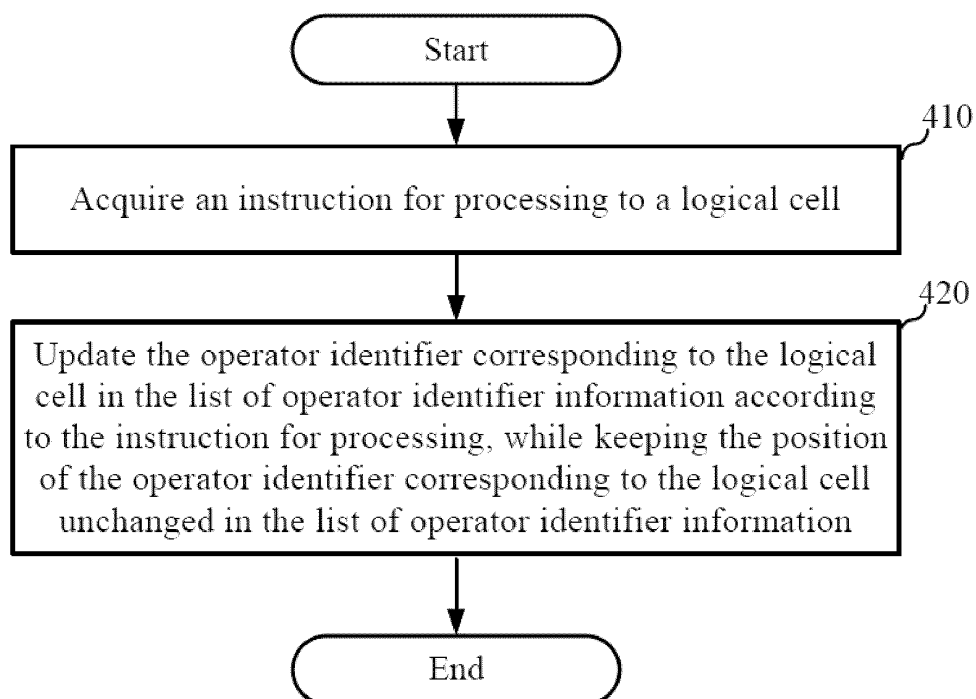 Start
410
Acquire an instruction for processing to a logical cell
420
Update the operator identifier corresponding to the logical
cell in the list of operator identifier information according
to the instruction for processing, while keeping the position
of the operator identifier corresponding to the logical cell
unchanged in the list of operator identifier information
End